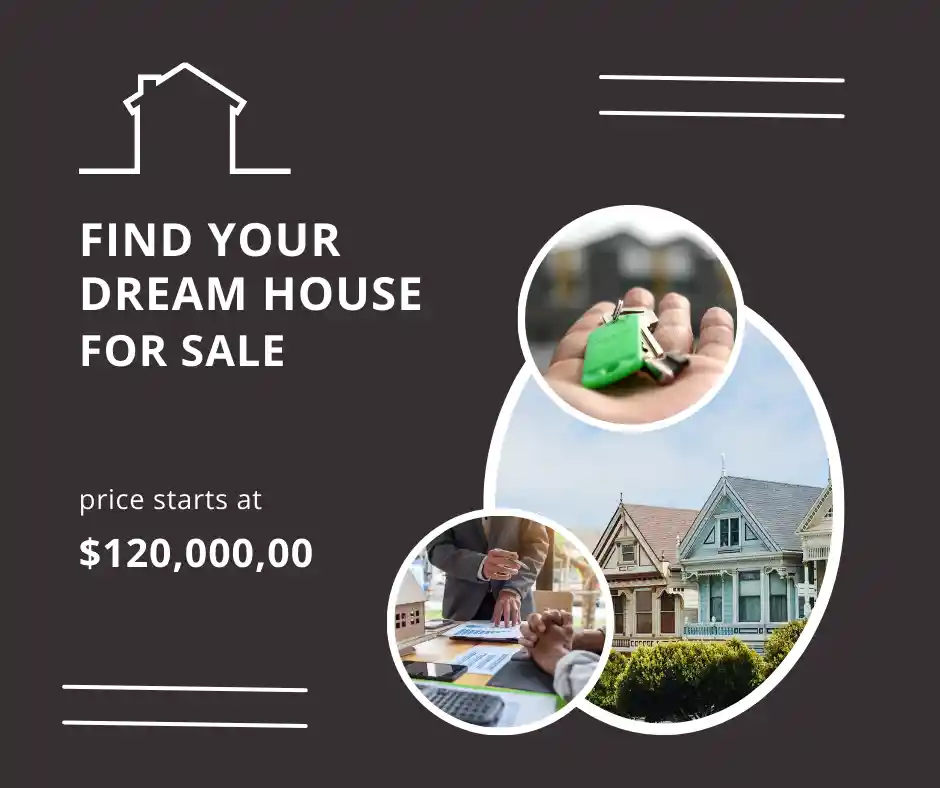 FIND YOUR
DREAM HOUSE
FOR SALE
price starts at
$120,000,00